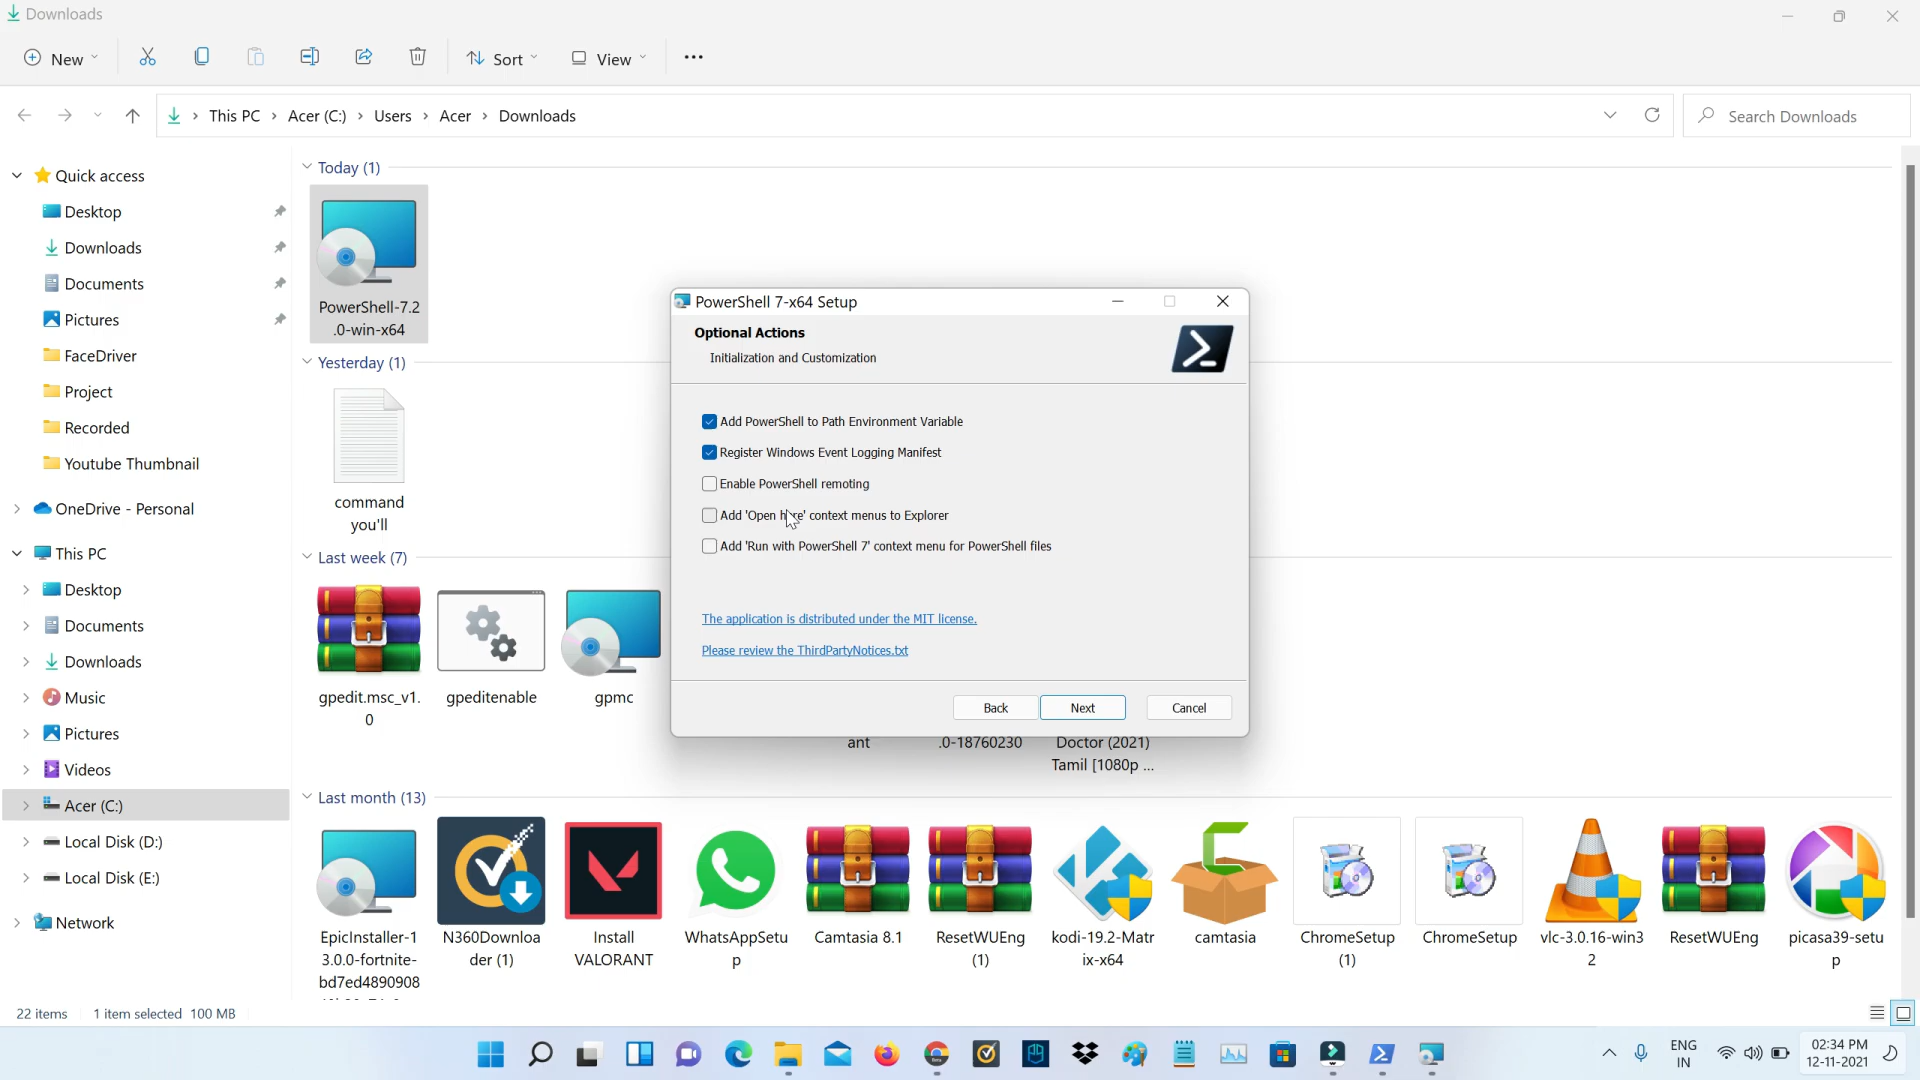 Downloads
New
Sort
View
This PC
Acer (C:)
Users
Acer
Downloads
Search Downloads
Quick access
Desktop
Downloads
Documents
Pictures
FaceDriver
Project
Recorded
Youtube Thumbnail
OneDrive - Personal
This PC
Desktop
Documents
Downloads
Music
Pictures
Videos
Acer (C:)
Local Disk (D:)
Local Disk (E:)
Network
Today (1)
PowerShell-7.2
.0-win-x64
Yesterday (1)
command
you'll
Last week (7)
gpedit.msc_v1.
0
gpeditenable
gpmc
ant
.0-18760230
Doctor (2021)
Tamil [1080p ...
PowerShell 7-x64 Setup
Optional Actions
Initialization and Customization
Add PowerShell to Path Environment Variable
Register Windows Event Logging Manifest
Enable PowerShell remoting
Add 'Open here' context menus to Explorer
Add 'Run with PowerShell 7' context menu for PowerShell files
The application is distributed under the MIT license.
Please review the ThirdPartyNotices.txt
Back
Next
Cancel
Last month (13)
EpicInstaller-1
3.0.0-fortnite-
bd7ed4890908
N360Downloa
der (1)
Install
VALORANT
WhatsAppSetu
p
Camtasia 8.1
ResetWUEng
(1)
kodi-19.2-Matr
ix-x64
camtasia
ChromeSetup
(1)
ChromeSetup
vlc-3.0.16-win3
2
ResetWUEng
picasa39-setu
p
22 items
1 item selected 100 MB
ENG
IN
02:34 PM
12-11-2021